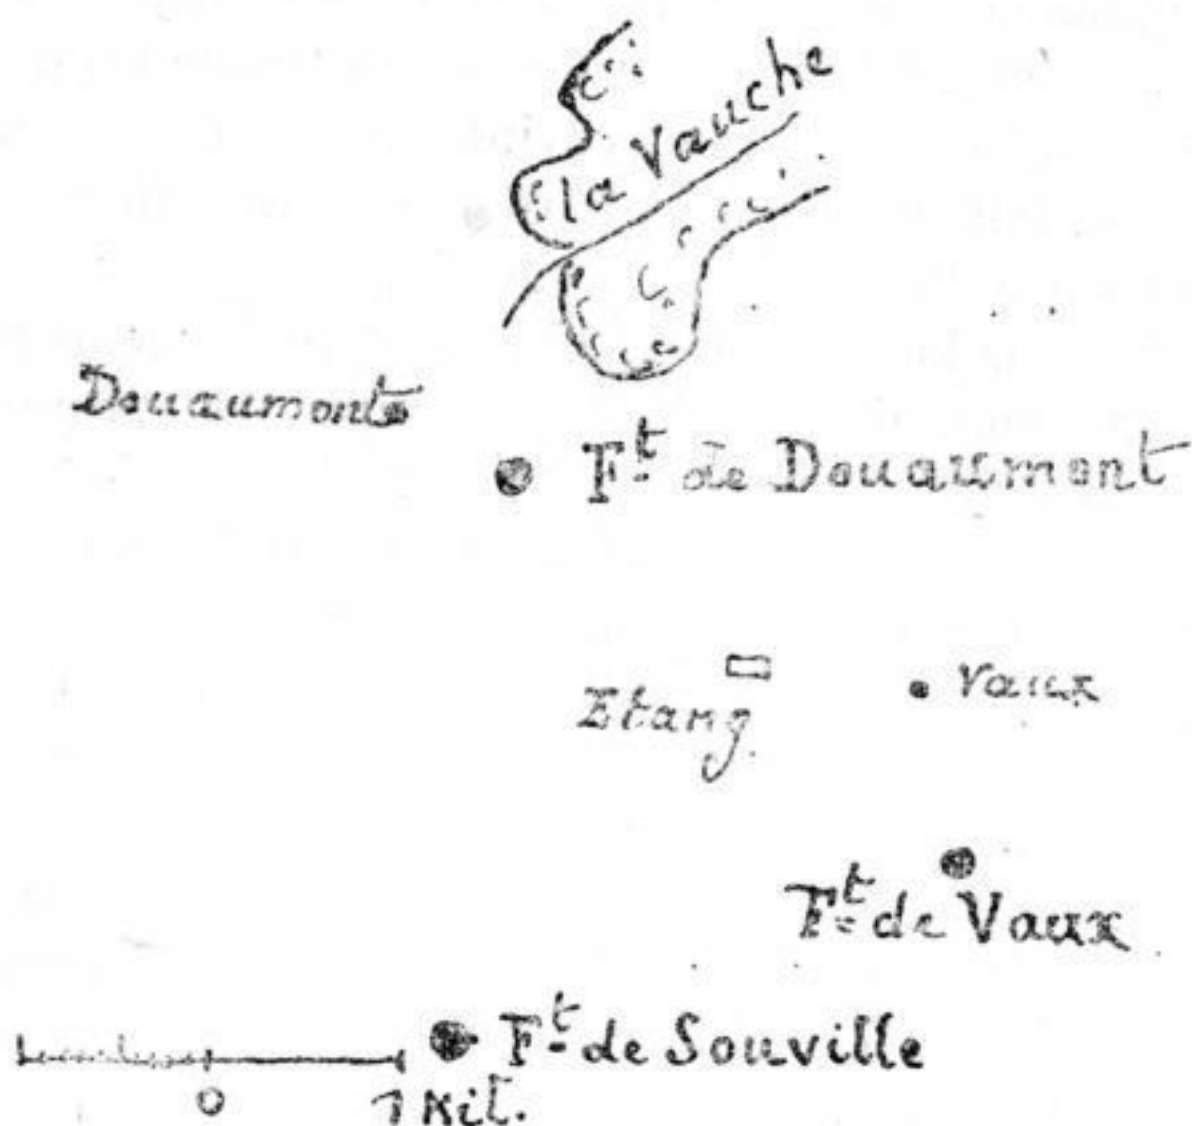 la Vauche
Douaumont
Ft de Douaumont
Etang
Vaux
Ft de Vaux
Ft de Souville
0 1 Kil.